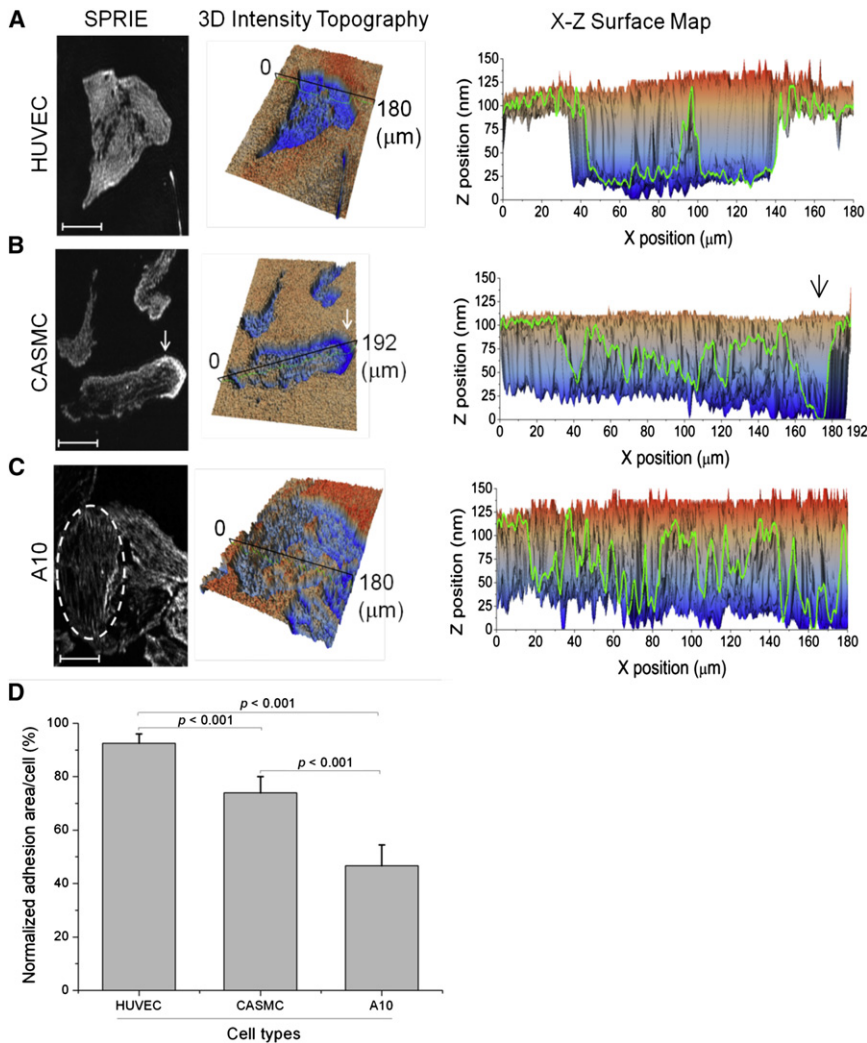 A
SPRIE
3D Intensity Topography
X-Z Surface Map
HUVEC
0
180
(μm)
Z position (nm)
150
125
100
75
50
25
0
0 20 40 60 80 100 120 140 160 180
X position (μm)
B
CASMC
0
192
(μm)
Z position (nm)
150
125
100
75
50
25
0
0 20 40 60 80 100 120 140 160 180 192
X position (μm)
C
A10
0
180
(μm)
Z position (nm)
150
125
100
75
50
25
0
0 20 40 60 80 100 120 140 160 180
X position (μm)
D
Normalized adhesion area/cell (%)
100
80
60
40
20
0
p < 0.001
p < 0.001
p < 0.001
HUVEC CASMC A10
Cell types